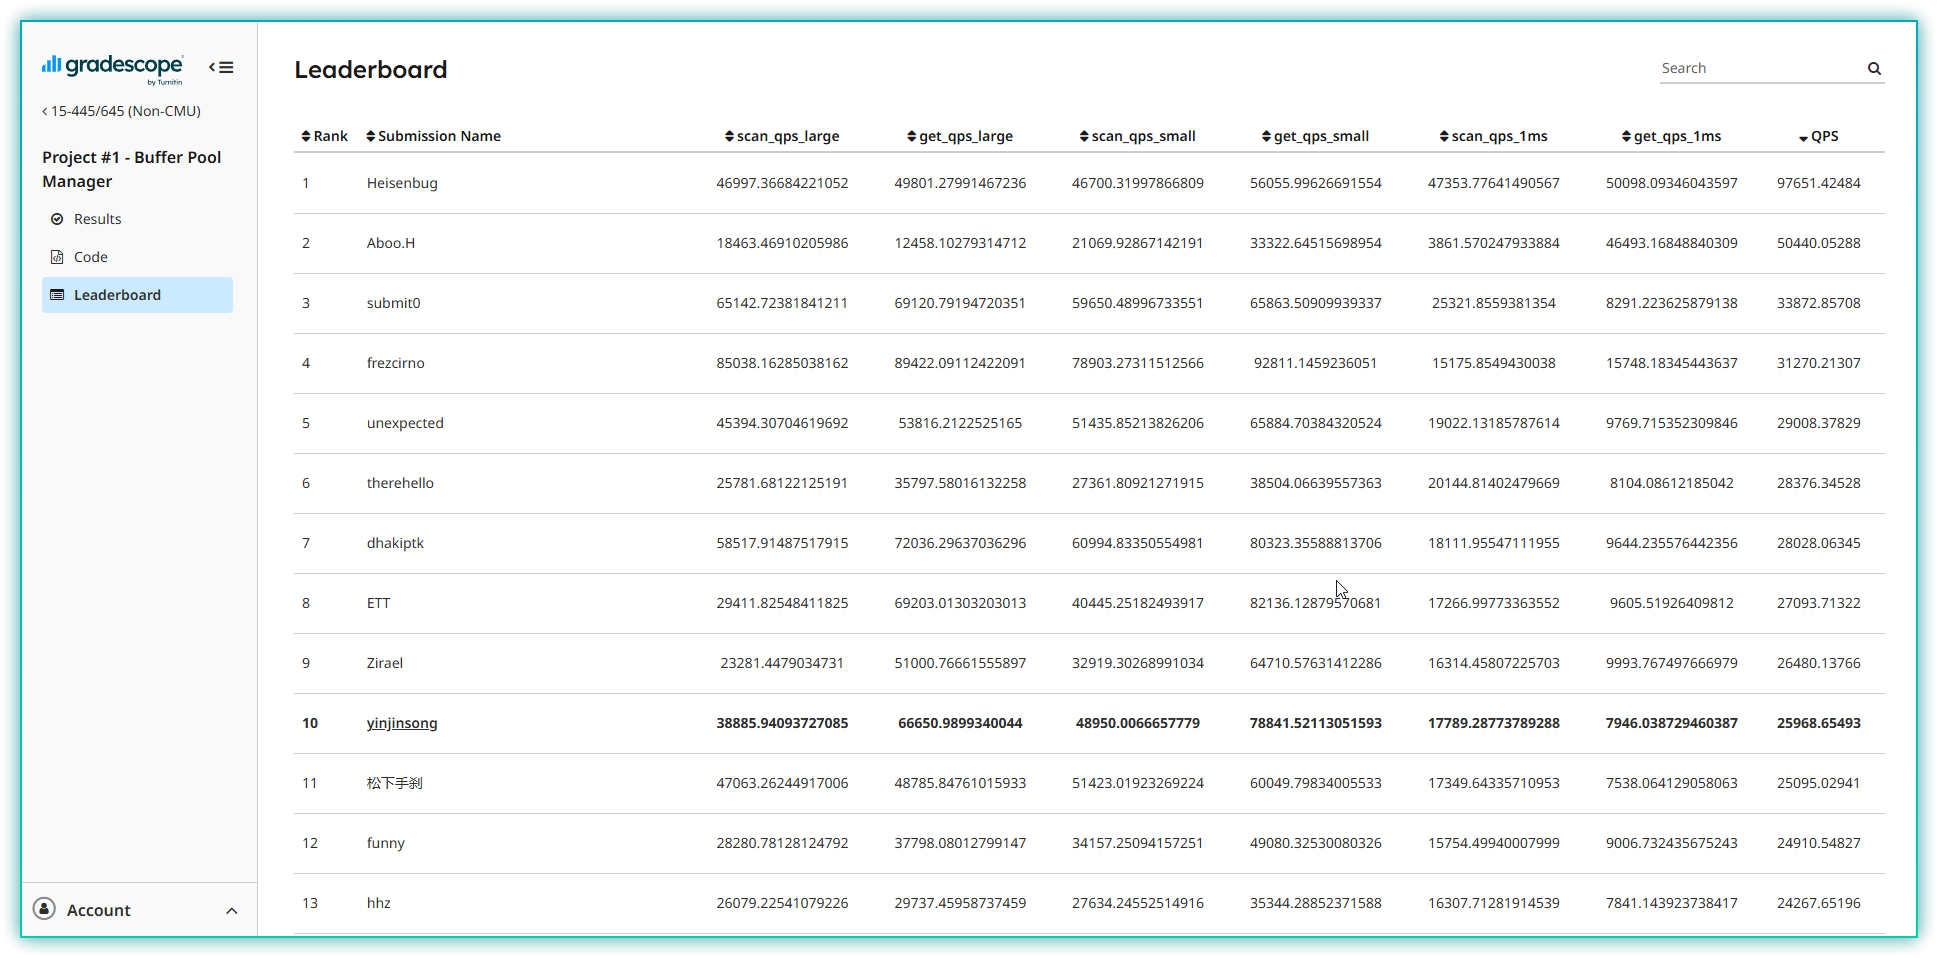 gradescope
by Turnitin
15-445/645 (Non-CMU)
Project #1 - Buffer Pool
Manager
Results
Code
Leaderboard
Account
Leaderboard
Search
Rank Submission Name scan_qps_large get_qps_large scan_qps_small get_qps_small scan_qps_1ms get_qps_1ms QPS
1 Heisenbug 46997.36684221052 49801.27991467236 46700.31997866809 56055.99626691554 47353.77641490567 50098.09346043597 97651.42484
2 Aboo.H 18463.46910205986 12458.10279314712 21069.92867142191 33322.64515698954 3861.570247933884 46493.16848840309 50440.05288
3 submit0 65142.72381841211 69120.79194720351 59650.48996733551 65863.50909939337 25321.8559381354 8291.223625879138 33872.85708
4 frezcirno 85038.16285038162 89422.09112422091 78903.27311512566 92811.1459236051 15175.8549430038 15748.18345443637 31270.21307
5 unexpected 45394.30704619692 53816.2122525165 51435.85213826206 65884.70384320524 19022.13185787614 9769.715352309846 29008.37829
6 therehello 25781.68122125191 35797.58016132258 27361.80921271915 38504.06639557363 20144.81402479669 8104.08612185042 28376.34528
7 dhakiptk 58517.91487517915 72036.29637036296 60994.83350554981 80323.35588813706 18111.95547111955 9644.235576442356 28028.06345
8 ETT 29411.82548411825 69203.01303203013 40445.25182493917 82136.12879570681 17266.99773363552 9605.51926409812 27093.71322
9 Zirael 23281.4479034731 51000.76661555897 32919.30268991034 64710.57631412286 16314.45807225703 9993.767497666979 26480.13766
10 yinjinsong 38885.94093727085 66650.9899340044 48950.0066657779 78841.52113051593 17789.28773789288 7946.038729460387 25968.65493
11 松下手刹 47063.26244917006 48785.84761015933 51423.01923269224 60049.79834005533 17349.64335710953 7538.064129058063 25095.02941
12 funny 28280.78128124792 37798.08012799147 34157.25094157251 49080.32530080326 15754.49940007999 9006.732435675243 24910.54827
13 hhz 26079.22541079226 29737.45958737459 27634.24552514916 35344.28852371588 16307.71281914539 7841.143923738417 24267.65196